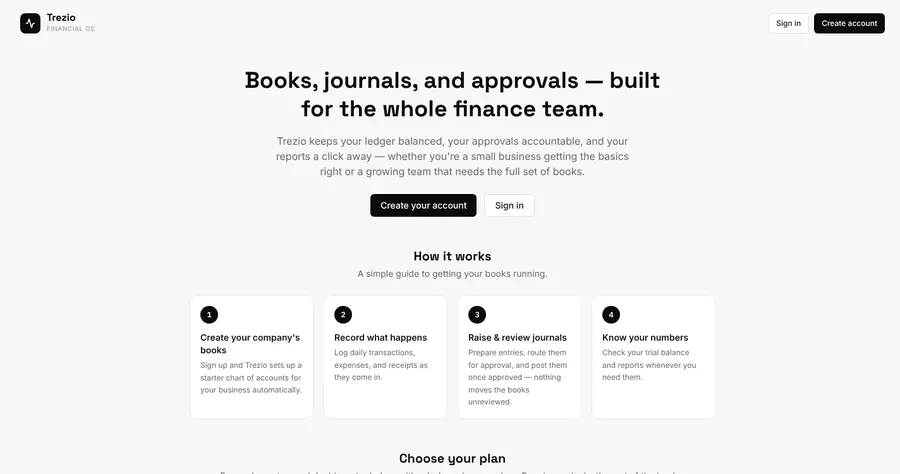 Trezio
FINANCIAL OS
Sign in
Create account
Books, journals, and approvals — built
for the whole finance team.
Trezio keeps your ledger balanced, your approvals accountable, and your
reports a click away — whether you're a small business getting the basics
right or a growing team that needs the full set of books.
Create your account
Sign in
How it works
A simple guide to getting your books running.
1
Create your company's
books
Sign up and Trezio sets up a
starter chart of accounts for
your business automatically.
2
Record what happens
Log daily transactions,
expenses, and receipts as
they come in.
3
Raise & review journals
Prepare entries, route them
for approval, and post them
once approved — nothing
moves the books
unreviewed.
4
Know your numbers
Check your trial balance
and reports whenever you
need them.
Choose your plan